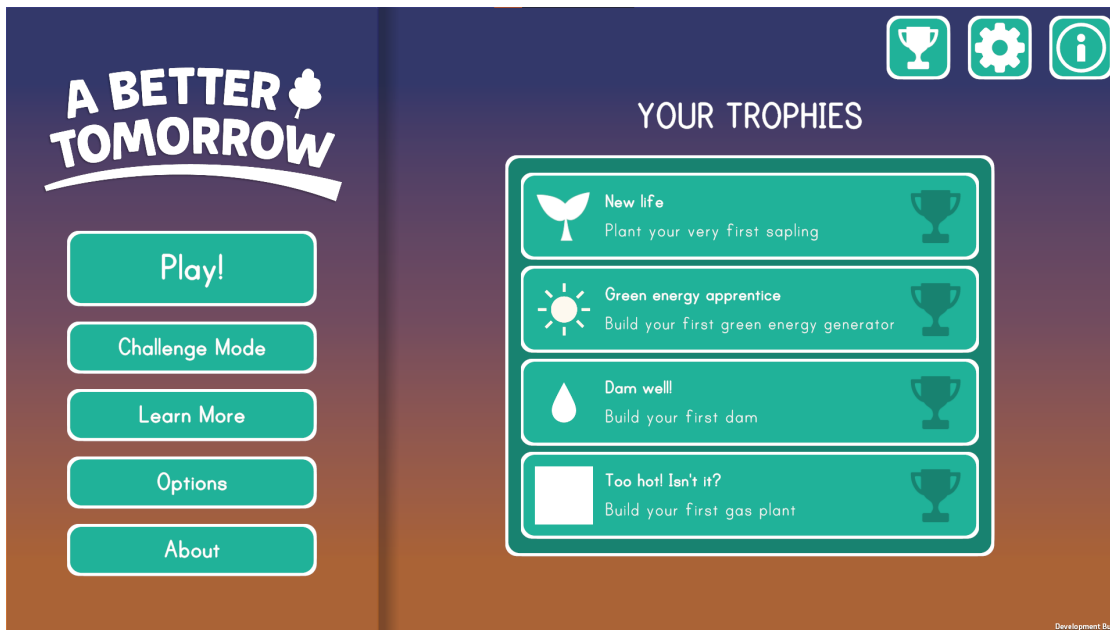 A BETTER
TOMORROW
Play!
Challenge Mode
Learn More
Options
About
YOUR TROPHIES
New life
Plant your very first sapling
Green energy apprentice
Build your first green energy generator
Dam well!
Build your first dam
Too hot! Isn't it?
Build your first gas plant
Development